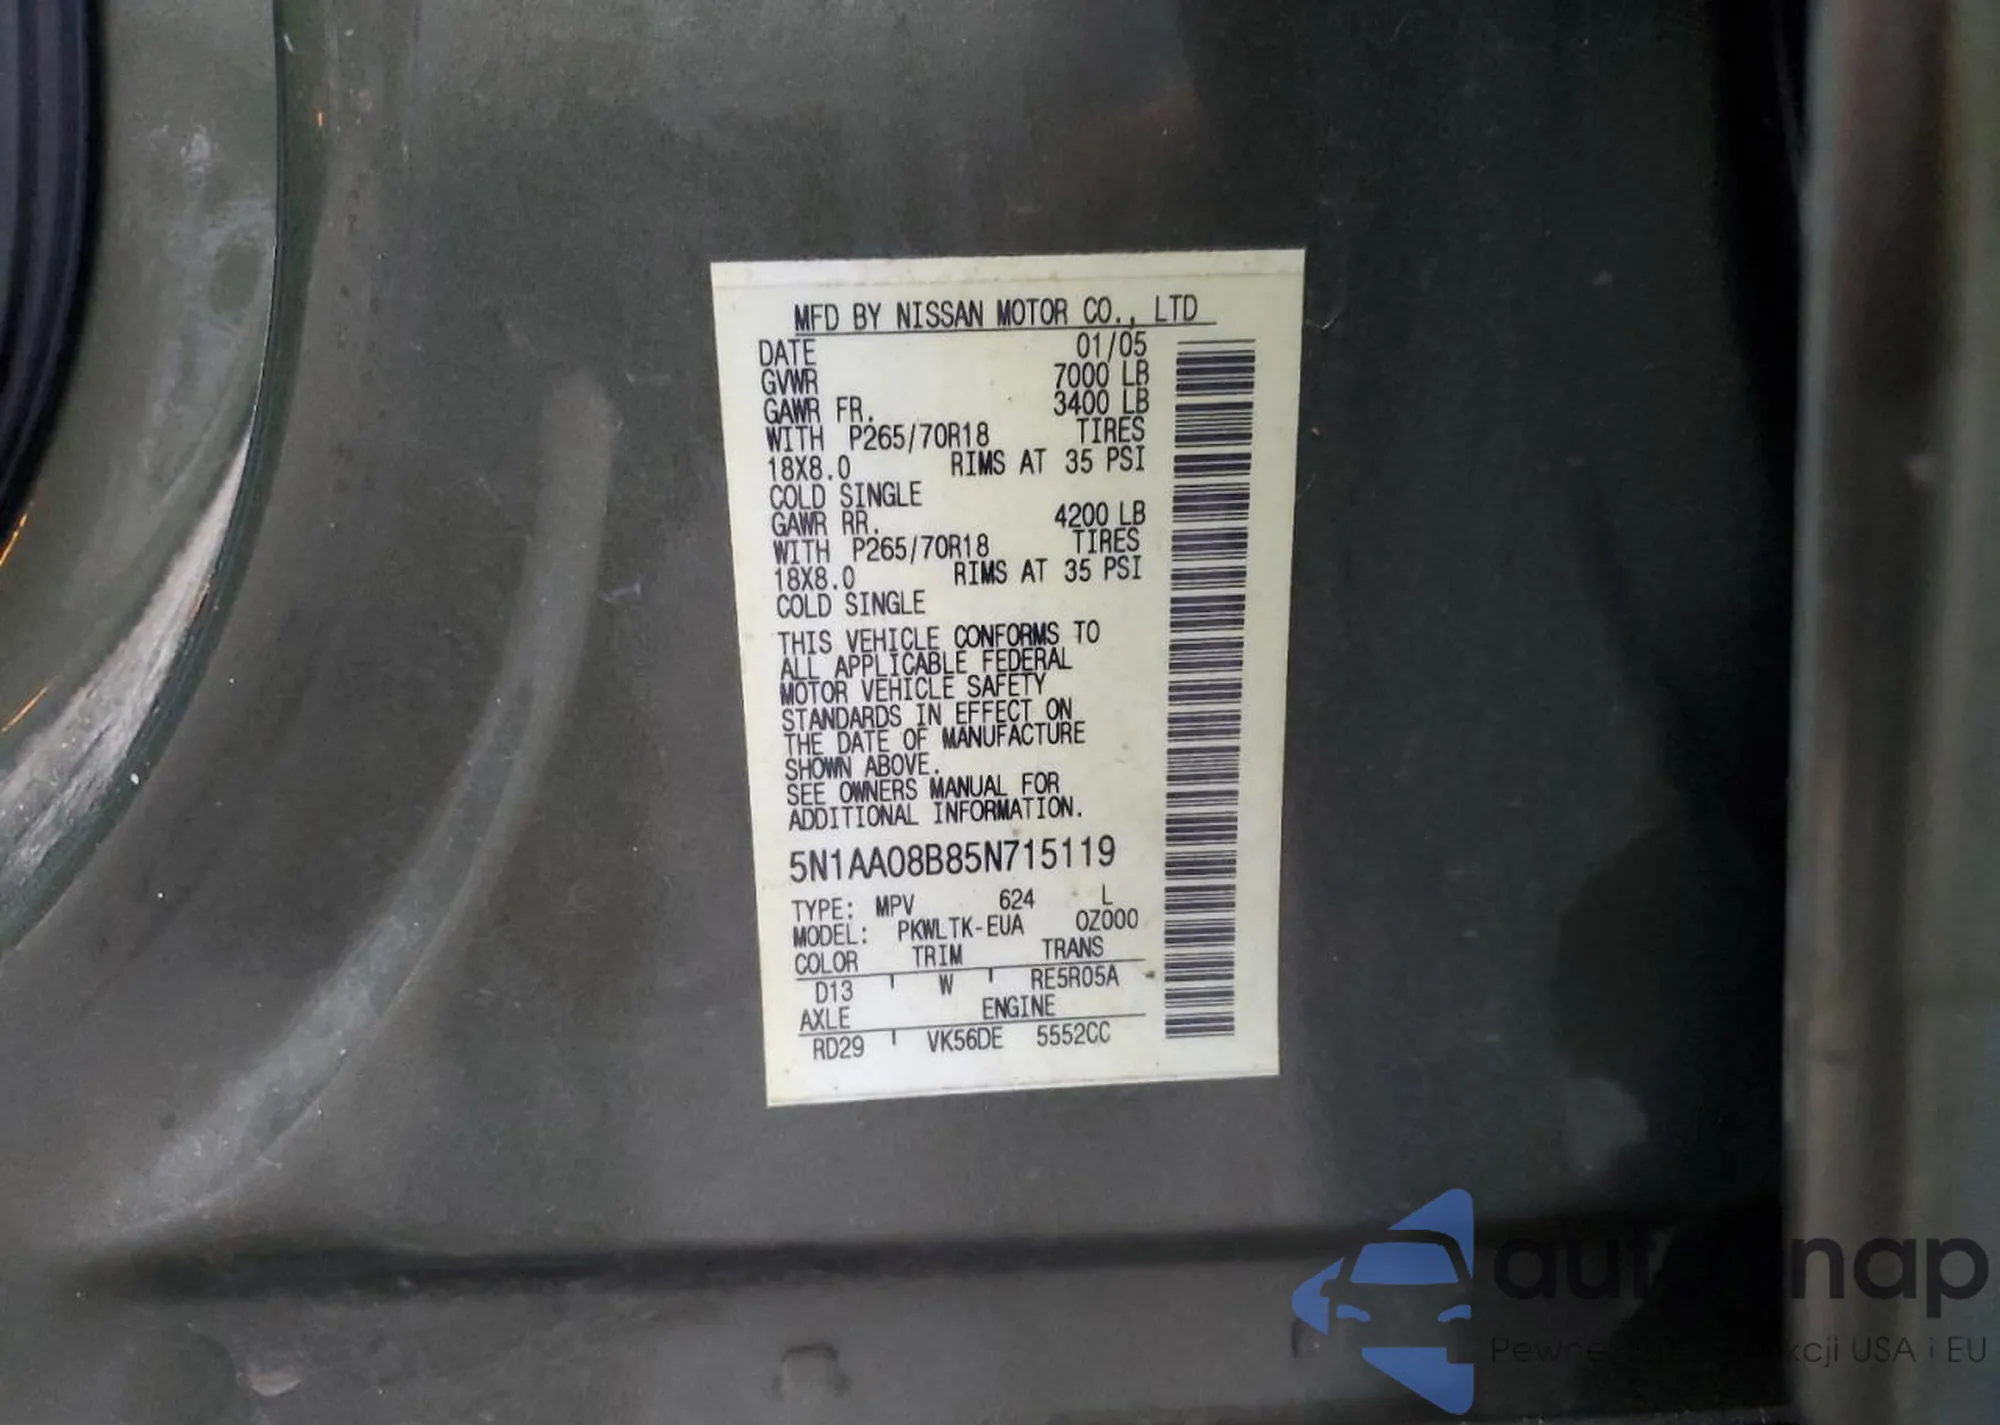 MFD BY NISSAN MOTOR CO., LTD
DATE 01/05
GVWR 7000 LB
GAWR FR. 3400 LB
WITH P265/70R18 TIRES
18X8.0 RIMS AT 35 PSI
COLD SINGLE
GAWR RR. 4200 LB
WITH P265/70R18 TIRES
18X8.0 RIMS AT 35 PSI
COLD SINGLE
THIS VEHICLE CONFORMS TO
ALL APPLICABLE FEDERAL
MOTOR VEHICLE SAFETY
STANDARDS IN EFFECT ON
THE DATE OF MANUFACTURE
SHOWN ABOVE.
SEE OWNERS MANUAL FOR
ADDITIONAL INFORMATION.
5N1AA08B85N715119
TYPE: MPV 624 L
MODEL: PKWLTK-EUA 0Z000
COLOR TRIM TRANS
D13 W RE5R05A
AXLE ENGINE
RD29 VK56DE 5552CC
USA i EU